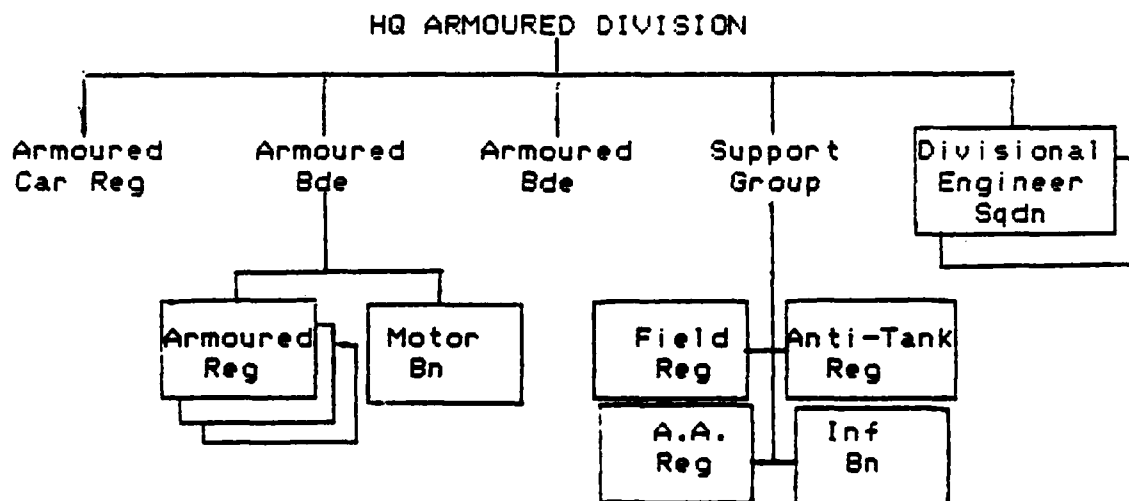 HQ ARMOURED DIVISION
Armoured
Car Reg
Armoured
Bde
Armoured
Bde
Support
Group
Divisional
Engineer
Sqdn
Armoured
Reg
Motor
Bn
Field
Reg
Anti-Tank
Reg
A.A.
Reg
Inf
Bn